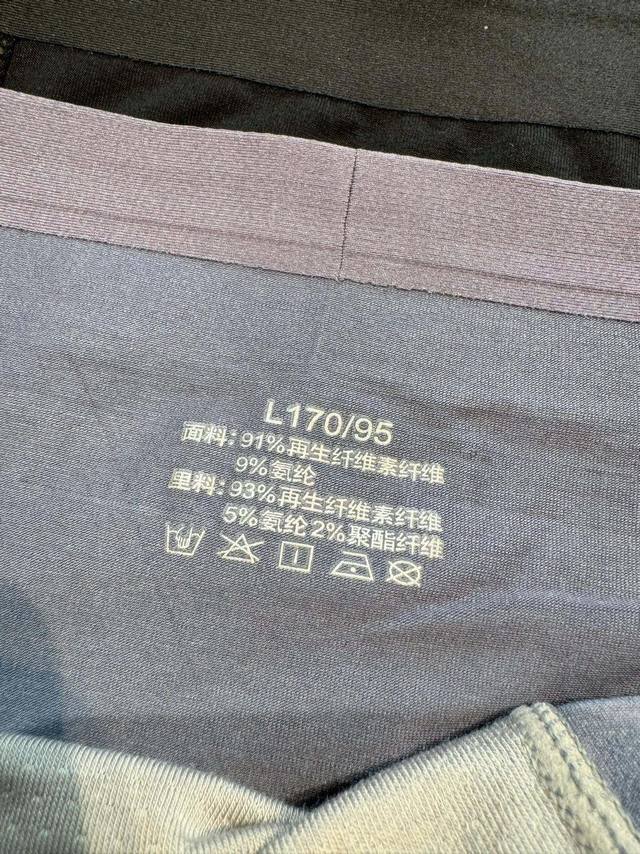 L170/95
面料:91%再生纤维素纤维
9%氨纶
里料:93%再生纤维素纤维
5%氨纶2%聚酯纤维